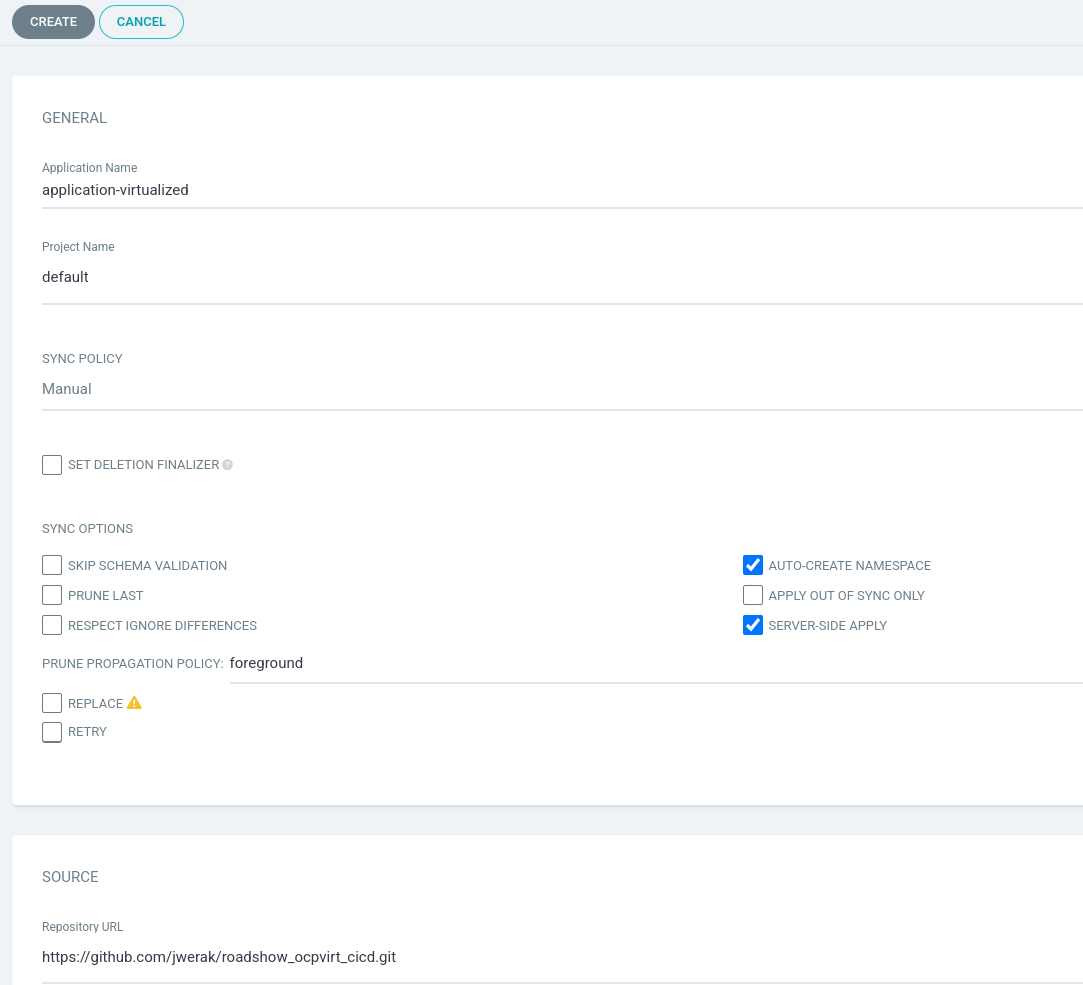 CREATE CANCEL
GENERAL
Application Name
application-virtualized
Project Name
default
SYNC POLICY
Manual
SET DELETION FINALIZER ?
SYNC OPTIONS
SKIP SCHEMA VALIDATION AUTO-CREATE NAMESPACE
PRUNE LAST APPLY OUT OF SYNC ONLY
RESPECT IGNORE DIFFERENCES SERVER-SIDE APPLY
PRUNE PROPAGATION POLICY: foreground
REPLACE
RETRY
SOURCE
Repository URL
https://github.com/jwerak/roadshow_ocpvirt_cicd.git